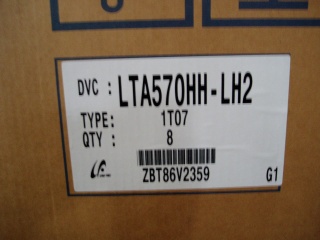 DVC : LTA570HH-LH2
TYPE: 1T07
QTY : 8
ZBT86V2359 G1